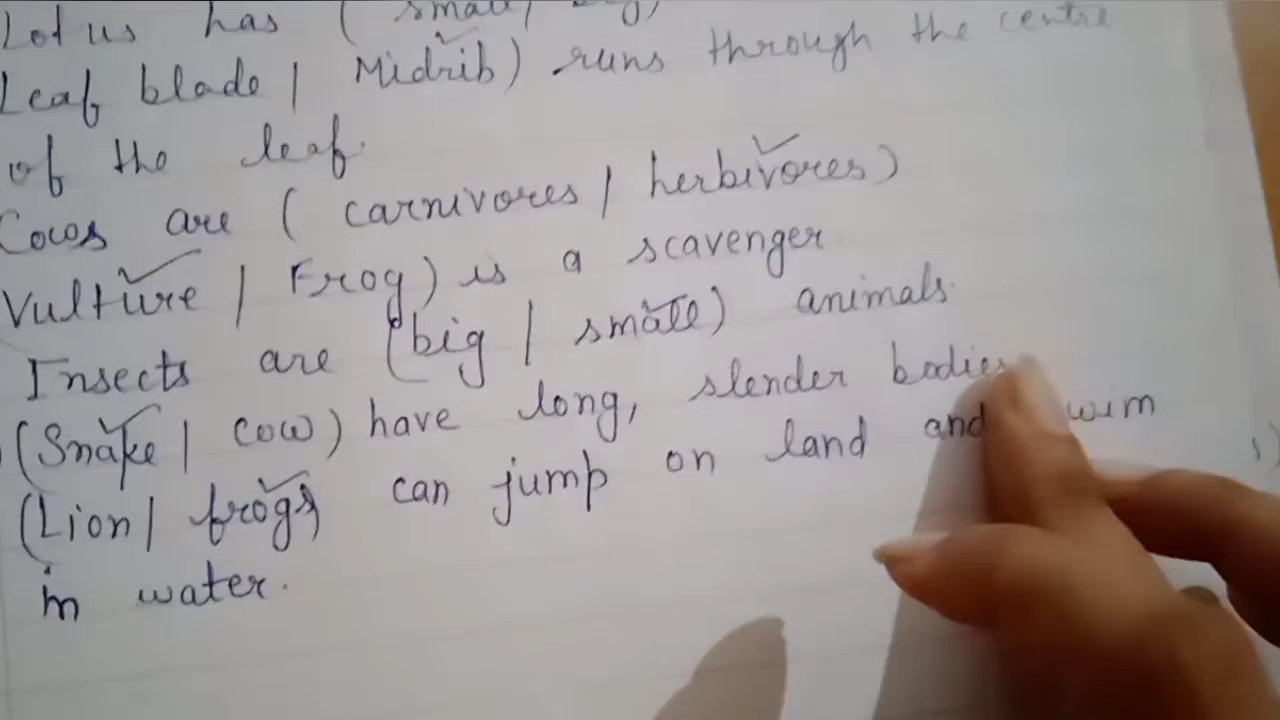 Lotus has (small/ big)
Leaf blade / Midrib) runs through the centre
of the leaf.
Cows are (carnivores / herbivores)
Vulture / Frog) is a scavenger
Insects are (big / small) animals.
(Snake / cow) have long, slender bodies
(Lion / frogs) can jump on land and
in water.